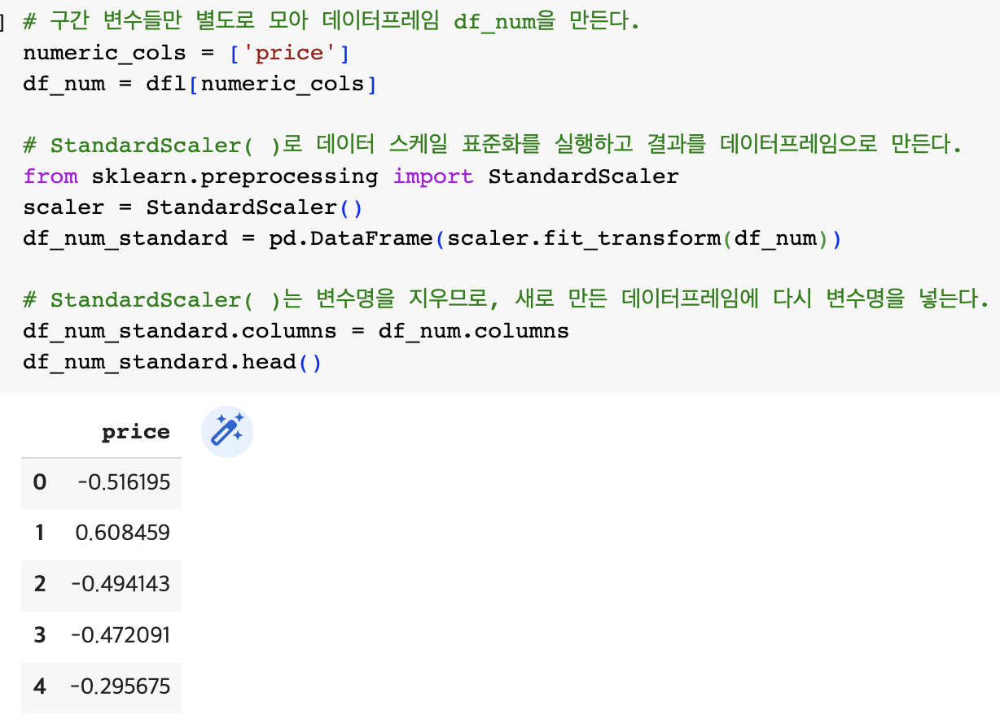 ] # 구간 변수들만 별도로 모아 데이터프레임 df_num을 만든다.
numeric_cols = ['price']
df_num = dfl[numeric_cols]
# StandardScaler( )로 데이터 스케일 표준화를 실행하고 결과를 데이터프레임으로 만든다.
from sklearn.preprocessing import StandardScaler
scaler = StandardScaler()
df_num_standard = pd.DataFrame(scaler.fit_transform(df_num))
# StandardScaler( )는 변수명을 지우므로, 새로 만든 데이터프레임에 다시 변수명을 넣는다.
df_num_standard.columns = df_num.columns
df_num_standard.head()
price
0 -0.516195
1 0.608459
2 -0.494143
3 -0.472091
4 -0.295675